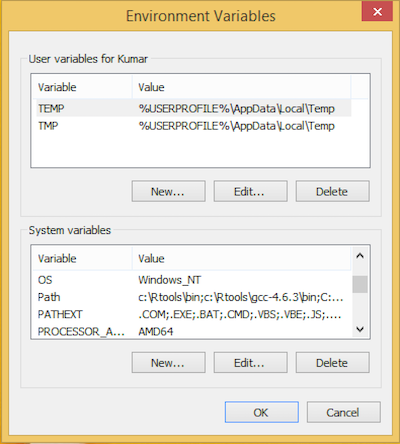 Environment Variables
User variables for Kumar
Variable Value
TEMP %USERPROFILE%\AppData\Local\Temp
TMP %USERPROFILE%\AppData\Local\Temp
New... Edit... Delete
System variables
Variable Value
OS Windows_NT
Path c:\Rtools\bin;c:\Rtools\gcc-4.6.3\bin;C:...
PATHEXT .COM;.EXE;.BAT;.CMD;.VBS;.VBE;.JS;....
PROCESSOR_A... AMD64
New... Edit... Delete
OK Cancel